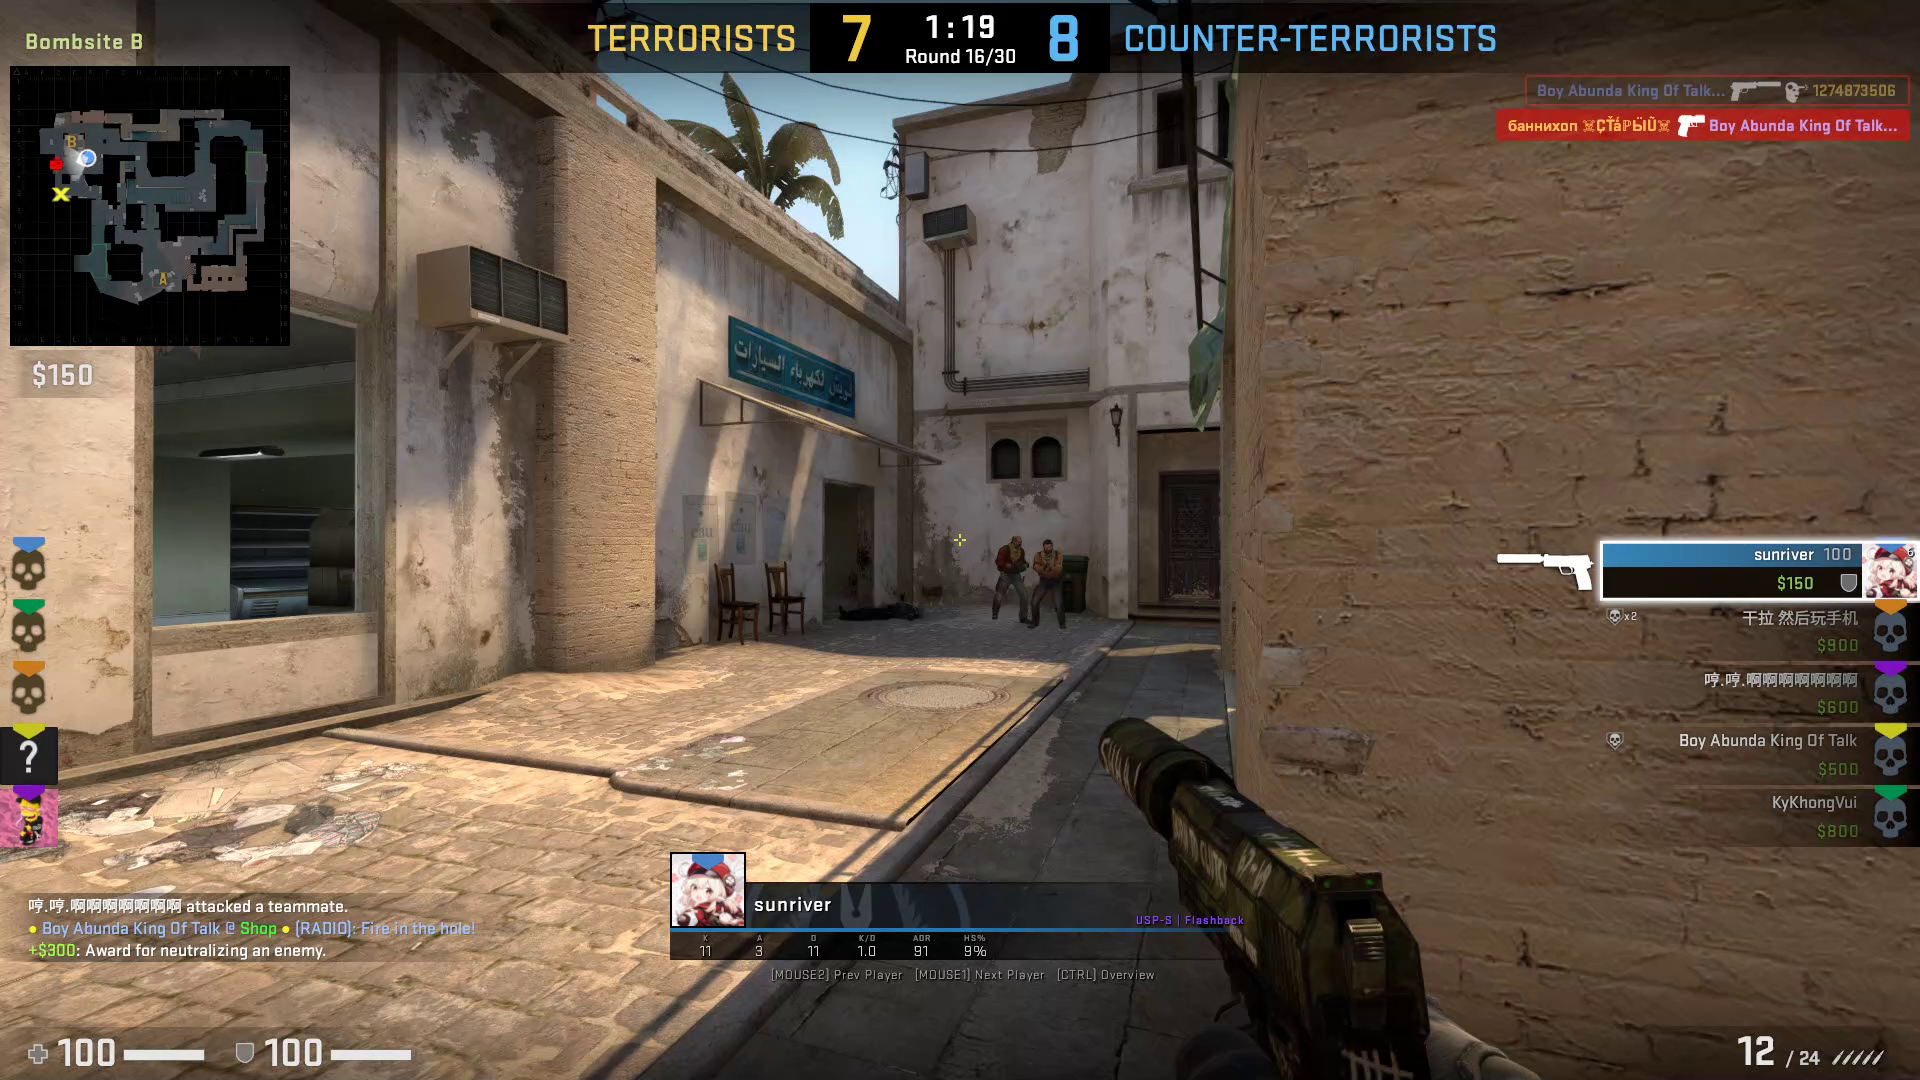 Bombsite B
TERRORISTS
7
1:19
Round 16/30
8
COUNTER-TERRORISTS
Boy Abunda King Of Talk... 1274873506
баннихоп Boy Abunda King Of Talk...
B
A
$150
لكهرباء السيارات
sunriver 100
$150
x2 干拉 然后玩手机
$900
哼.哼.啊啊啊啊啊啊啊
$600
Boy Abunda King Of Talk
$500
KyKhongVui
$800
?
哼.哼.啊啊啊啊啊啊啊 attacked a teammate.
● Boy Abunda King Of Talk @ Shop ● (RADIO): Fire in the hole!
+$300: Award for neutralizing an enemy.
sunriver
USP-S | Flashback
K A D K/D ADR HS%
11 3 11 1.0 91 9%
[MOUSE2] Prev Player [MOUSE1] Next Player [CTRL] Overview
100 100
12 / 24